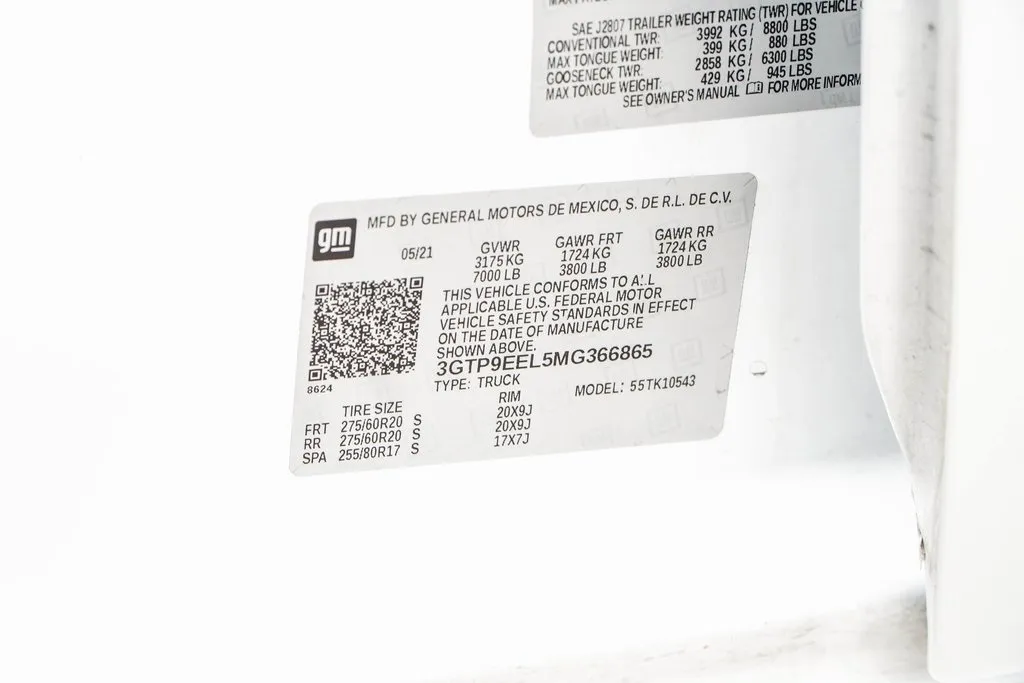 SAE J2807 TRAILER WEIGHT RATING (TWR) FOR VEHICLE
CONVENTIONAL TWR: 3992 KG/ 8800 LBS
MAX TONGUE WEIGHT: 399 KG/ 880 LBS
GOOSENECK TWR: 2858 KG/ 6300 LBS
MAX TONGUE WEIGHT: 429 KG/ 945 LBS
SEE OWNER'S MANUAL FOR MORE INFORM
gm
MFD BY GENERAL MOTORS DE MEXICO, S. DE R.L. DE C.V.
05/21 GVWR GAWR FRT GAWR RR
3175 KG 1724 KG 1724 KG
7000 LB 3800 LB 3800 LB
THIS VEHICLE CONFORMS TO ALL
APPLICABLE U.S. FEDERAL MOTOR
VEHICLE SAFETY STANDARDS IN EFFECT
ON THE DATE OF MANUFACTURE
SHOWN ABOVE.
3GTP9EEL5MG366865
8624
TYPE: TRUCK MODEL: 55TK10543
TIRE SIZE RIM
FRT 275/60R20 S 20X9J
RR 275/60R20 S 20X9J
SPA 255/80R17 S 17X7J